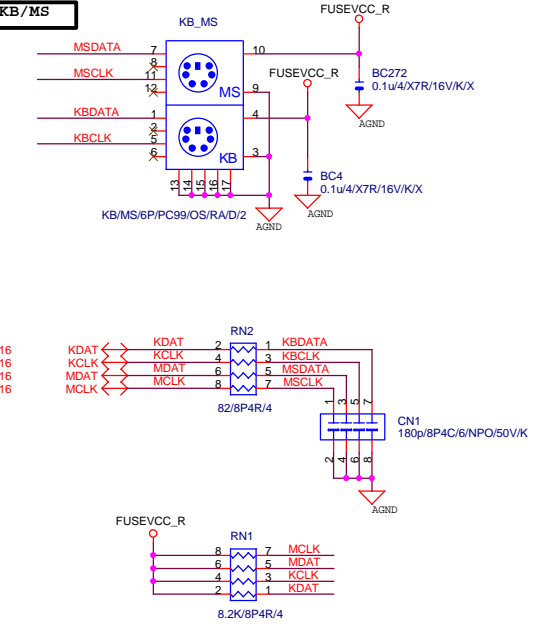 KB/MS
FUSEVCC_R
KB_MS
MSDATA 7 10
8
MSCLK 11
12 MS 9
FUSEVCC_R
BC272
0.1u/4/X7R/16V/K/X
AGND
KBDATA 1 4
2
KBCLK 5
6 KB 3
13 14 15 16 17
BC4
0.1u/4/X7R/16V/K/X
AGND
KB/MS/6P/PC99/OS/RA/D/2
AGND
RN2
16 KDAT KDAT 2 1 KBDATA
16 KCLK KCLK 4 3 KBCLK
16 MDAT MDAT 6 5 MSDATA
16 MCLK MCLK 8 7 MSCLK
82/8P4R/4
1 3 5 7
CN1
180p/8P4C/6/NPO/50V/K
2 4 6 8
AGND
FUSEVCC_R
RN1
8 7 MCLK
6 5 MDAT
4 3 KCLK
2 1 KDAT
8.2K/8P4R/4